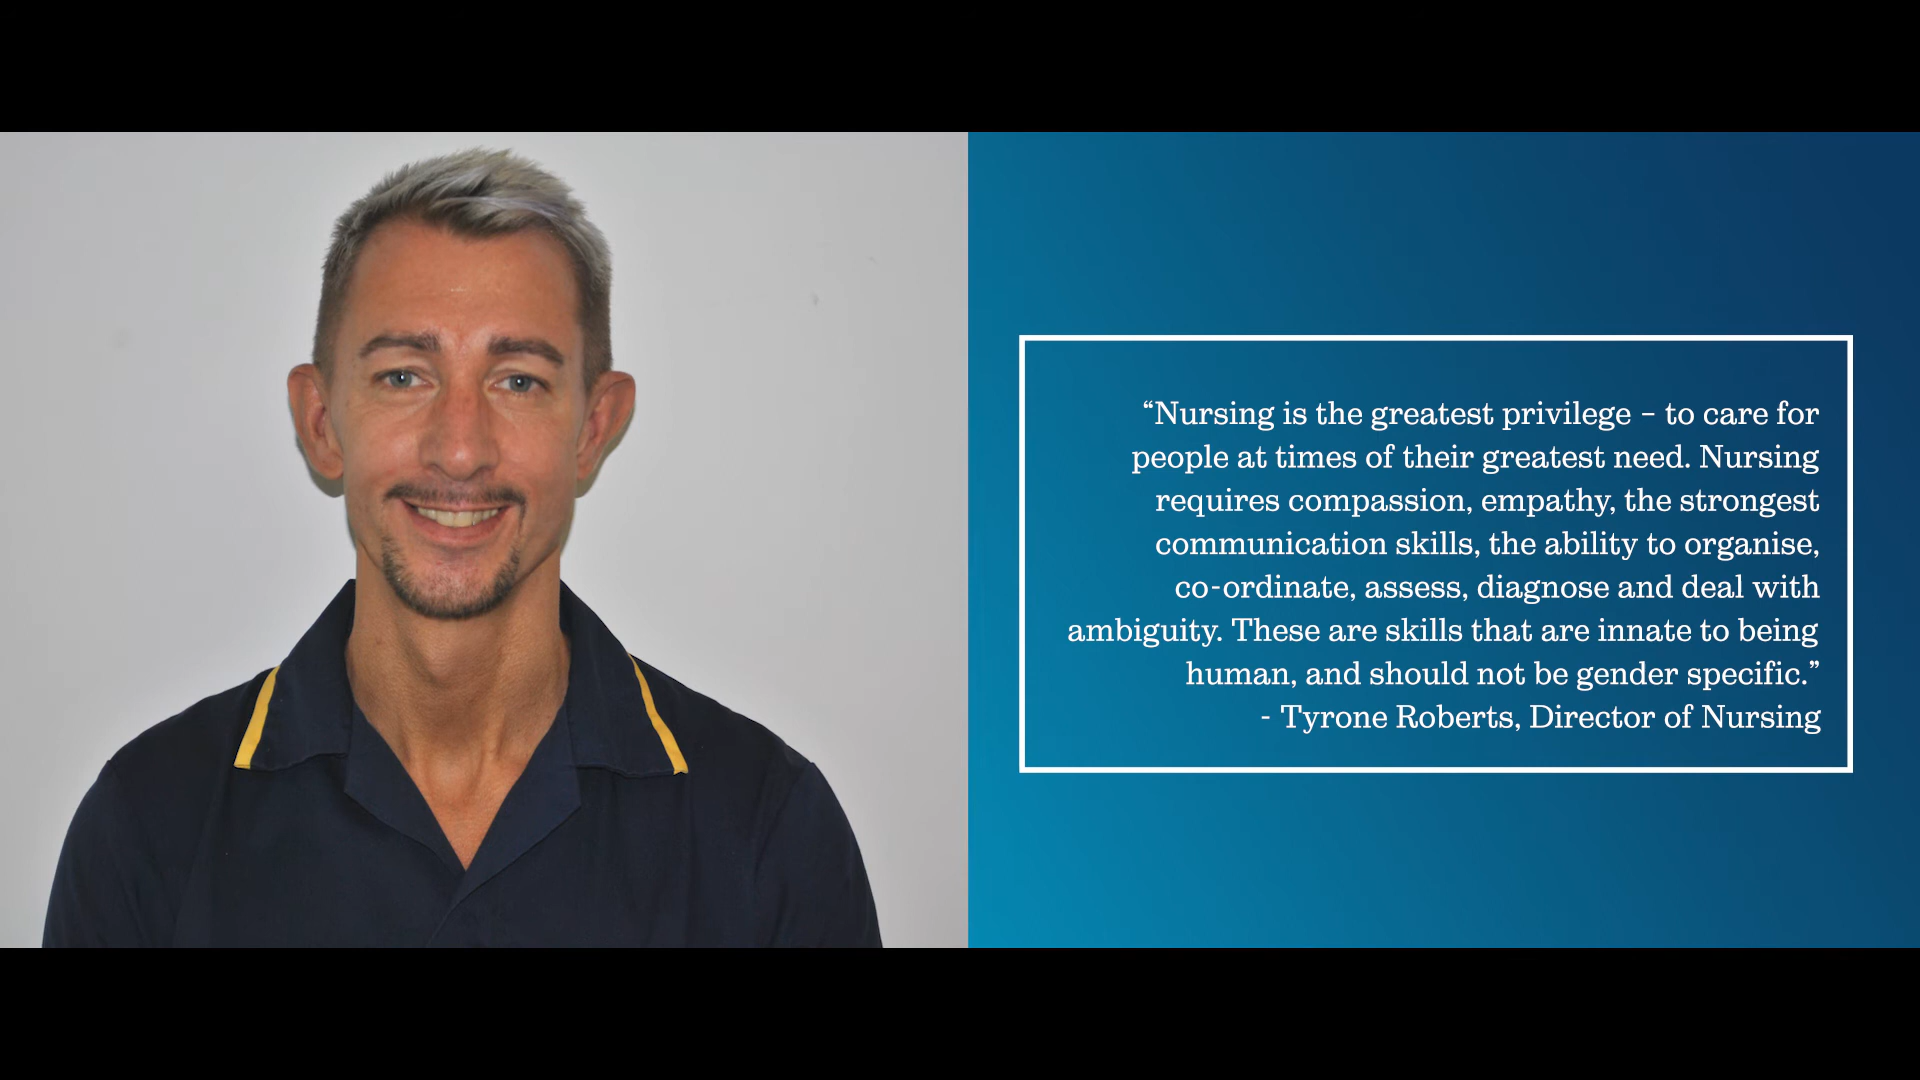 “Nursing is the greatest privilege – to care for
people at times of their greatest need. Nursing
requires compassion, empathy, the strongest
communication skills, the ability to organise,
co-ordinate, assess, diagnose and deal with
ambiguity. These are skills that are innate to being
human, and should not be gender specific.”
- Tyrone Roberts, Director of Nursing